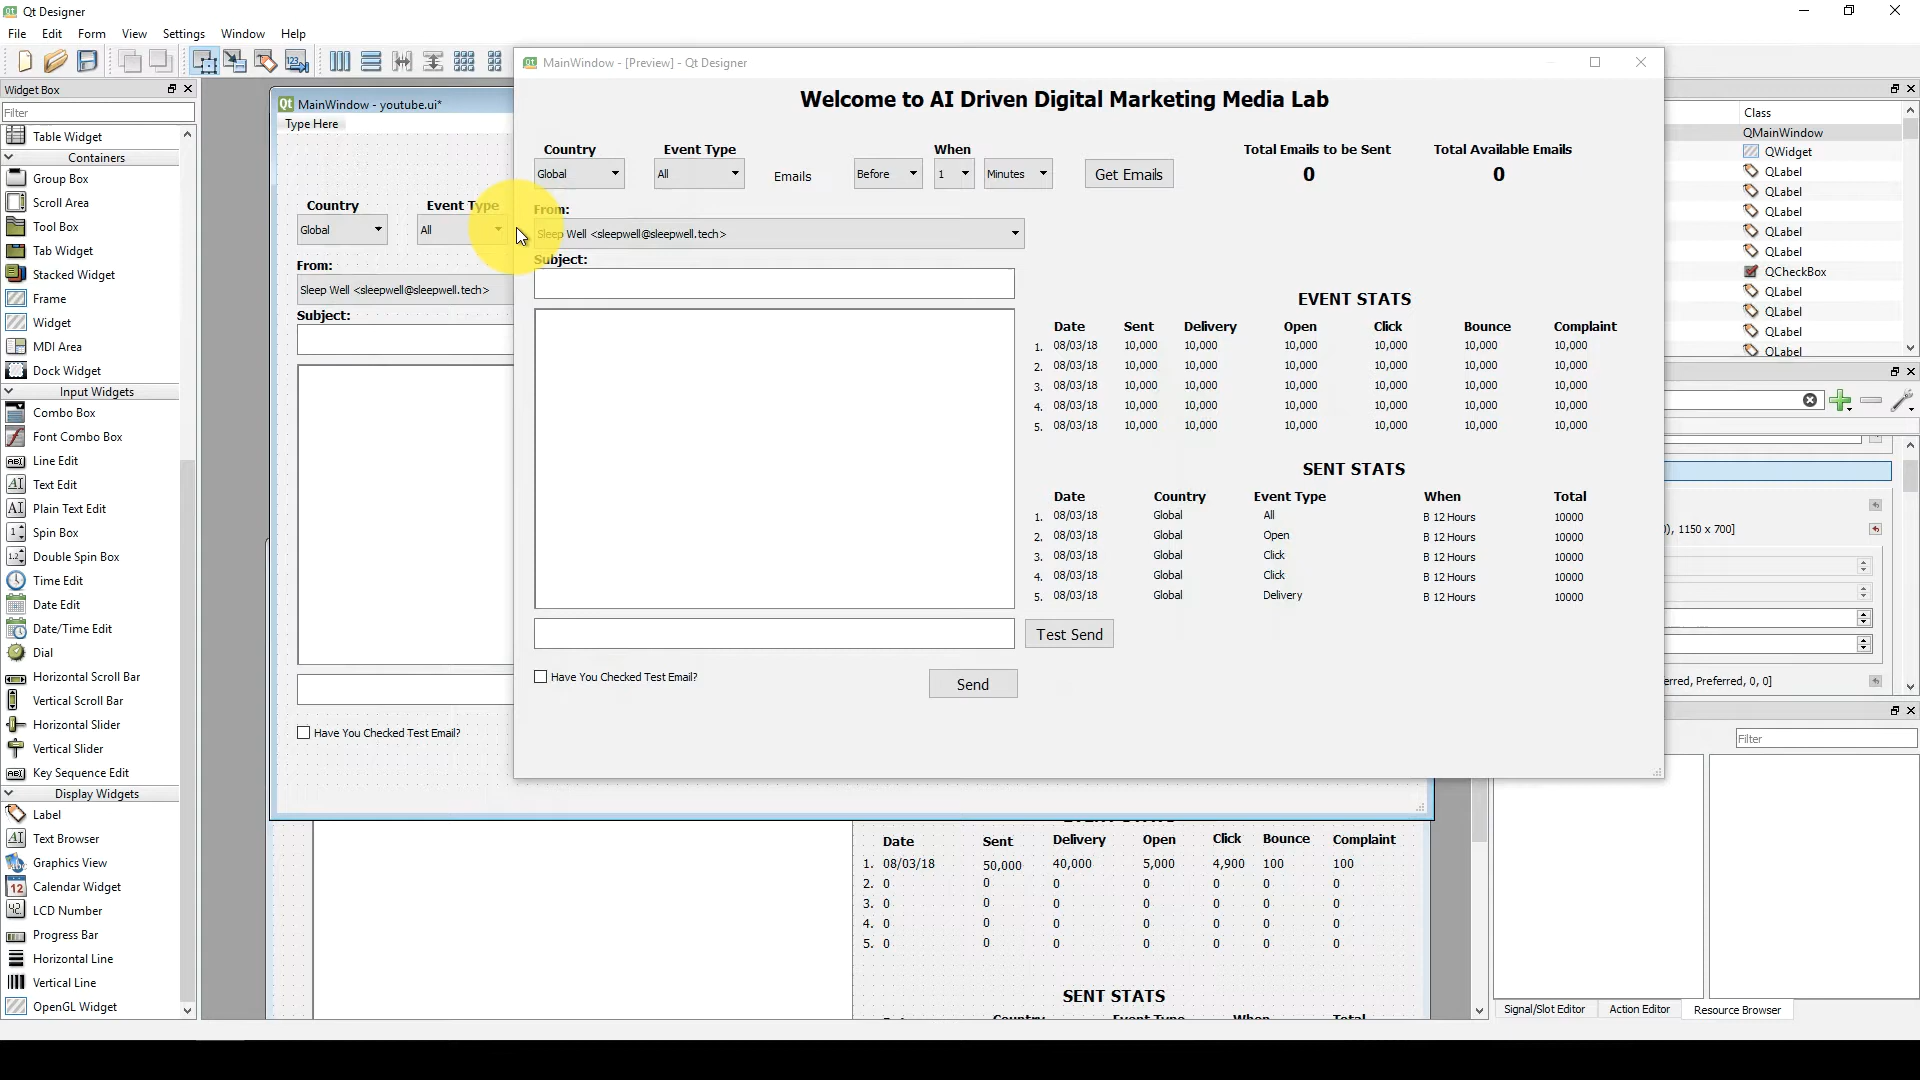 Qt Designer
File Edit Form View Settings Window Help
Widget Box
Filter
Table Widget
Containers
Group Box
Scroll Area
Tool Box
Tab Widget
Stacked Widget
Frame
Widget
MDI Area
Dock Widget
Input Widgets
Combo Box
Font Combo Box
Line Edit
Text Edit
Plain Text Edit
Spin Box
Double Spin Box
Time Edit
Date Edit
Date/Time Edit
Dial
Horizontal Scroll Bar
Vertical Scroll Bar
Horizontal Slider
Vertical Slider
Key Sequence Edit
Display Widgets
Label
Text Browser
Graphics View
Calendar Widget
LCD Number
Progress Bar
Horizontal Line
Vertical Line
OpenGL Widget
MainWindow - youtube.ui*
Type Here
Country Event Type
Global All
From:
Sleep Well <sleepwell@sleepwell.tech>
Subject:
Have You Checked Test Email?
MainWindow - [Preview] - Qt Designer
Welcome to AI Driven Digital Marketing Media Lab
Country Event Type When Total Emails to be Sent Total Available Emails
Global All Emails Before 1 Minutes Get Emails 0 0
From:
Sleep Well <sleepwell@sleepwell.tech>
Subject:
EVENT STATS
Date Sent Delivery Open Click Bounce Complaint
1. 08/03/18 10,000 10,000 10,000 10,000 10,000 10,000
2. 08/03/18 10,000 10,000 10,000 10,000 10,000 10,000
3. 08/03/18 10,000 10,000 10,000 10,000 10,000 10,000
4. 08/03/18 10,000 10,000 10,000 10,000 10,000 10,000
5. 08/03/18 10,000 10,000 10,000 10,000 10,000 10,000
SENT STATS
Date Country Event Type When Total
1. 08/03/18 Global All B 12 Hours 10000
2. 08/03/18 Global Open B 12 Hours 10000
3. 08/03/18 Global Click B 12 Hours 10000
4. 08/03/18 Global Click B 12 Hours 10000
5. 08/03/18 Global Delivery B 12 Hours 10000
Test Send
Have You Checked Test Email?
Send
Date Sent Delivery Open Click Bounce Complaint
1. 08/03/18 50,000 40,000 5,000 4,900 100 100
2. 0 0 0 0 0 0 0
3. 0 0 0 0 0 0 0
4. 0 0 0 0 0 0 0
5. 0 0 0 0 0 0 0
SENT STATS
Country Event Type When Total
Class
QMainWindow
QWidget
QLabel
QLabel
QLabel
QLabel
QLabel
QCheckBox
QLabel
QLabel
QLabel
QLabel
), 1150 x 700]
erred, Preferred, 0, 0]
Filter
Signal/Slot Editor Action Editor Resource Browser